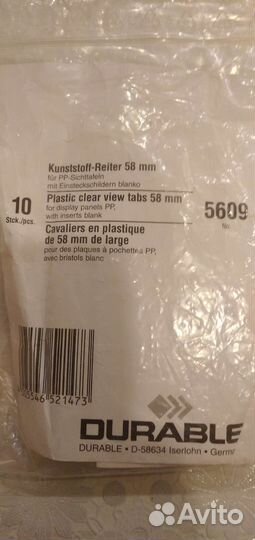 Kunststoff-Reiter 58 mm
für PP-Sichttafeln
mit Einsteckschildern blanko
10
Stck./pcs.
Plastic clear view tabs 58 mm
for display panels PP,
with inserts blank
5609
No.
Cavaliers en plastique
de 58 mm de large
pour des plaques à pochettes PP,
avec bristols blanc
521473
DURABLE
DURABLE • D-58634 Iserlohn • Germ
Avito